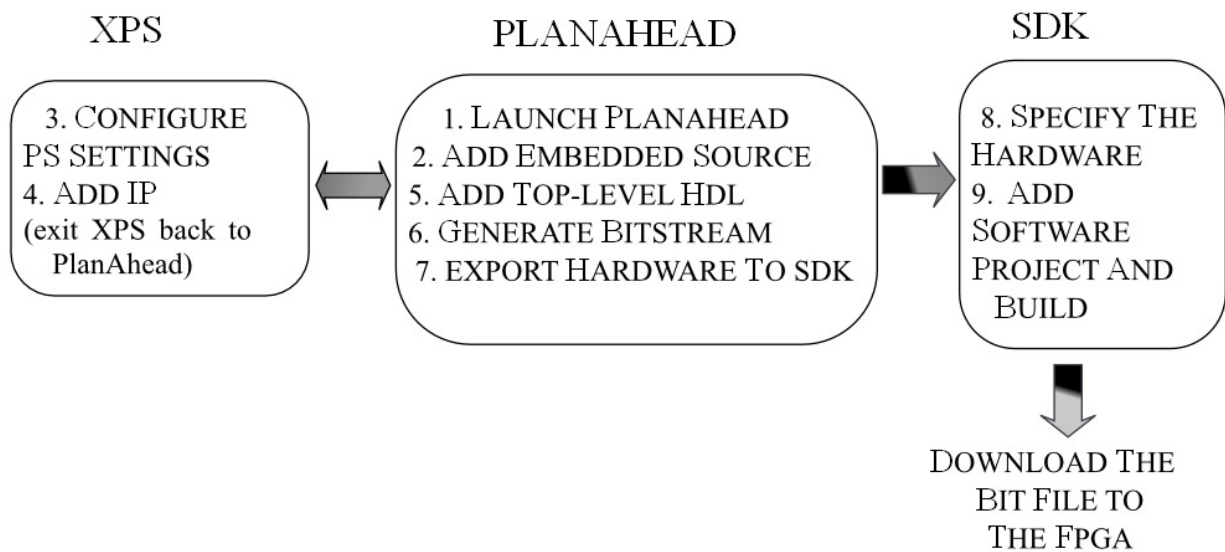 XPS
3. CONFIGURE
PS SETTINGS
4. ADD IP
(exit XPS back to
PlanAhead)
PLANAHEAD
1. LAUNCH PLANAHEAD
2. ADD EMBEDDED SOURCE
5. ADD TOP-LEVEL HDL
6. GENERATE BITSTREAM
7. EXPORT HARDWARE TO SDK
SDK
8. SPECIFY THE
HARDWARE
9. ADD
SOFTWARE
PROJECT AND
BUILD
DOWNLOAD THE
BIT FILE TO
THE FPGA